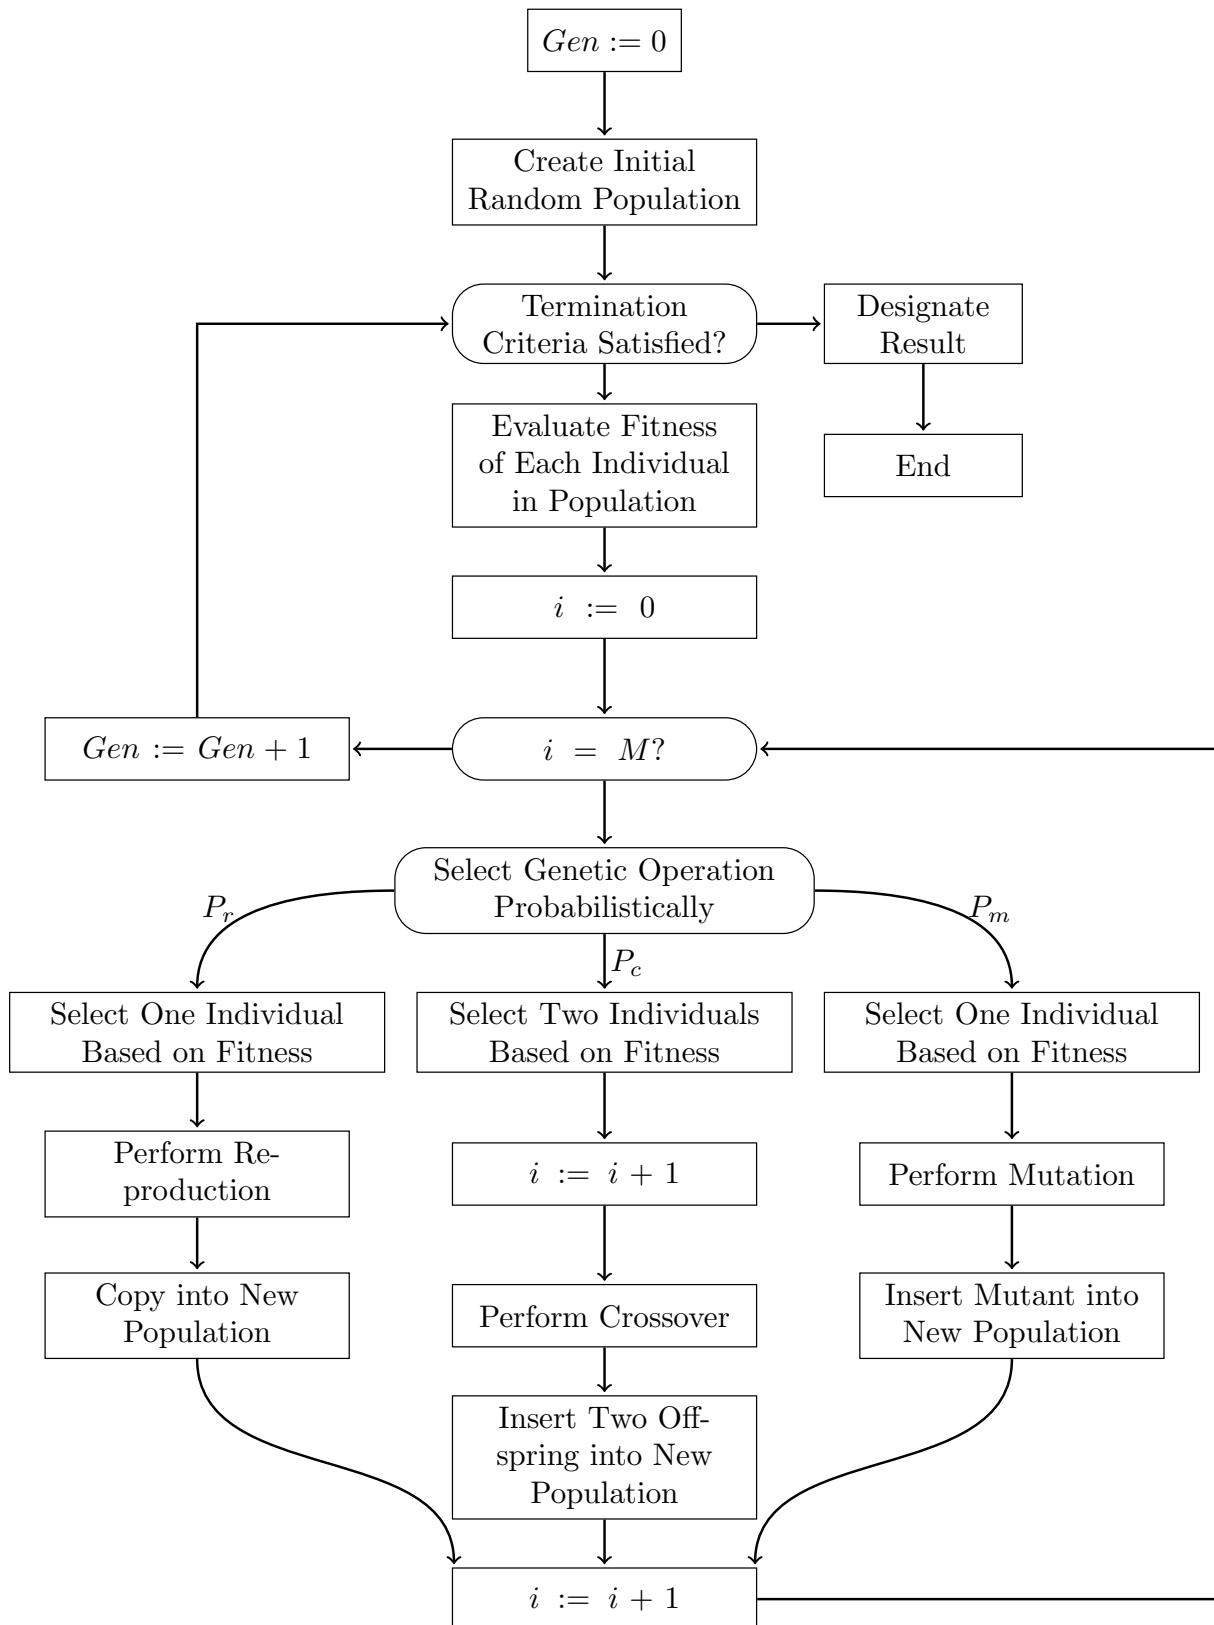 Gen := 0
Create Initial
Random Population
Termination
Criteria Satisfied?
Designate
Result
Evaluate Fitness
of Each Individual
in Population
End
i := 0
Gen := Gen + 1
i = M?
Select Genetic Operation
Probabilistically
P_r
P_c
P_m
Select One Individual
Based on Fitness
Select Two Individuals
Based on Fitness
Select One Individual
Based on Fitness
Perform Re-
production
i := i + 1
Perform Mutation
Copy into New
Population
Perform Crossover
Insert Mutant into
New Population
Insert Two Off-
spring into New
Population
i := i + 1